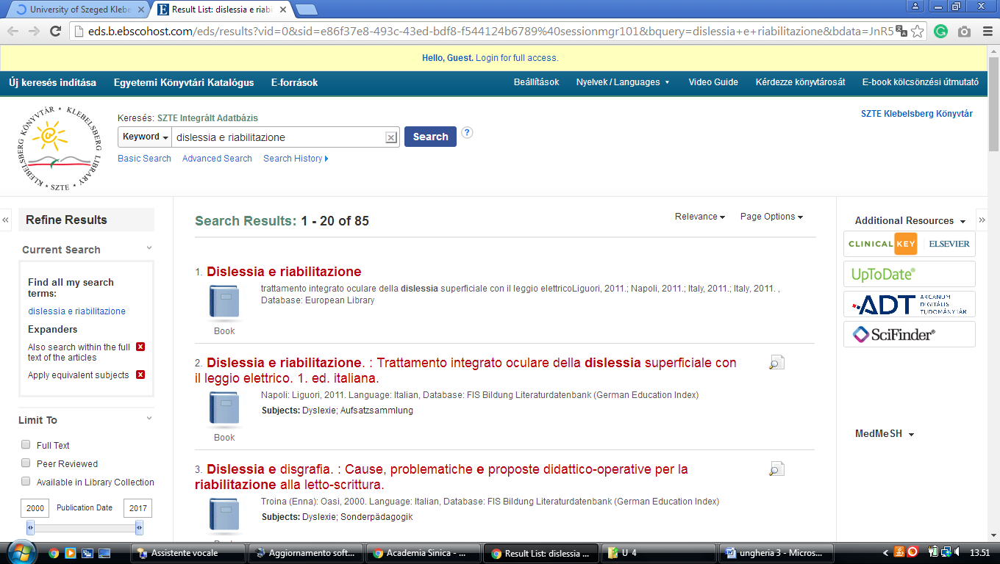 University of Szeged Klebe
Result List: dislessia e riabi
eds.b.ebscohost.com/eds/results?vid=0&sid=e86f37e8-493c-43ed-bdf8-f544124b6789%40sessionmgr101&bquery=dislessia+e+riabilitazione&bdata=JnR5
Hello, Guest. Login for full access.
Új keresés indítása Egyetemi Könyvtári Katalógus E-források Beállítások Nyelvek / Languages Video Guide Kérdezze könyvtárosát E-book kölcsönzési útmutató
KLEBELSBERG KÖNYVTÁR * KLEBELSBERG LIBRARY * SZTE *
Keresés: SZTE Integrált Adatbázis
SZTE Klebelsberg Könyvtár
Keyword dislessia e riabilitazione Search ?
Basic Search Advanced Search Search History
Refine Results
Current Search
Find all my search
terms:
dislessia e riabilitazione
Expanders
Also search within the full
text of the articles
Apply equivalent subjects
Limit To
Full Text
Peer Reviewed
Available in Library Collection
2000 Publication Date 2017
Search Results: 1 - 20 of 85
Relevance Page Options
1. Dislessia e riabilitazione
trattamento integrato oculare della dislessia superficiale con il leggio elettricoLiguori, 2011.; Napoli, 2011.; Italy, 2011.; Italy, 2011. ,
Database: European Library
Book
2. Dislessia e riabilitazione. : Trattamento integrato oculare della dislessia superficiale con
il leggio elettrico. 1. ed. italiana.
Napoli: Liguori, 2011. Language: Italian, Database: FIS Bildung Literaturdatenbank (German Education Index)
Subjects: Dyslexie; Aufsatzsammlung
Book
3. Dislessia e disgrafia. : Cause, problematiche e proposte didattico-operative per la
riabilitazione alla letto-scrittura.
Troina (Enna): Oasi, 2000. Language: Italian, Database: FIS Bildung Literaturdatenbank (German Education Index)
Subjects: Dyslexie; Sonderpädagogik
Additional Resources
CLINICALKEY ELSEVIER
UpToDate®
ADT ARCANUM
DIGITÁLIS
TUDOMÁNYTÁR
SciFinder®
MedMeSH
Assistente vocale
Aggiornamento soft...
Academia Sinica - ...
Result List: dislessia ...
U 4
ungheria 3 - Micros...
13.51